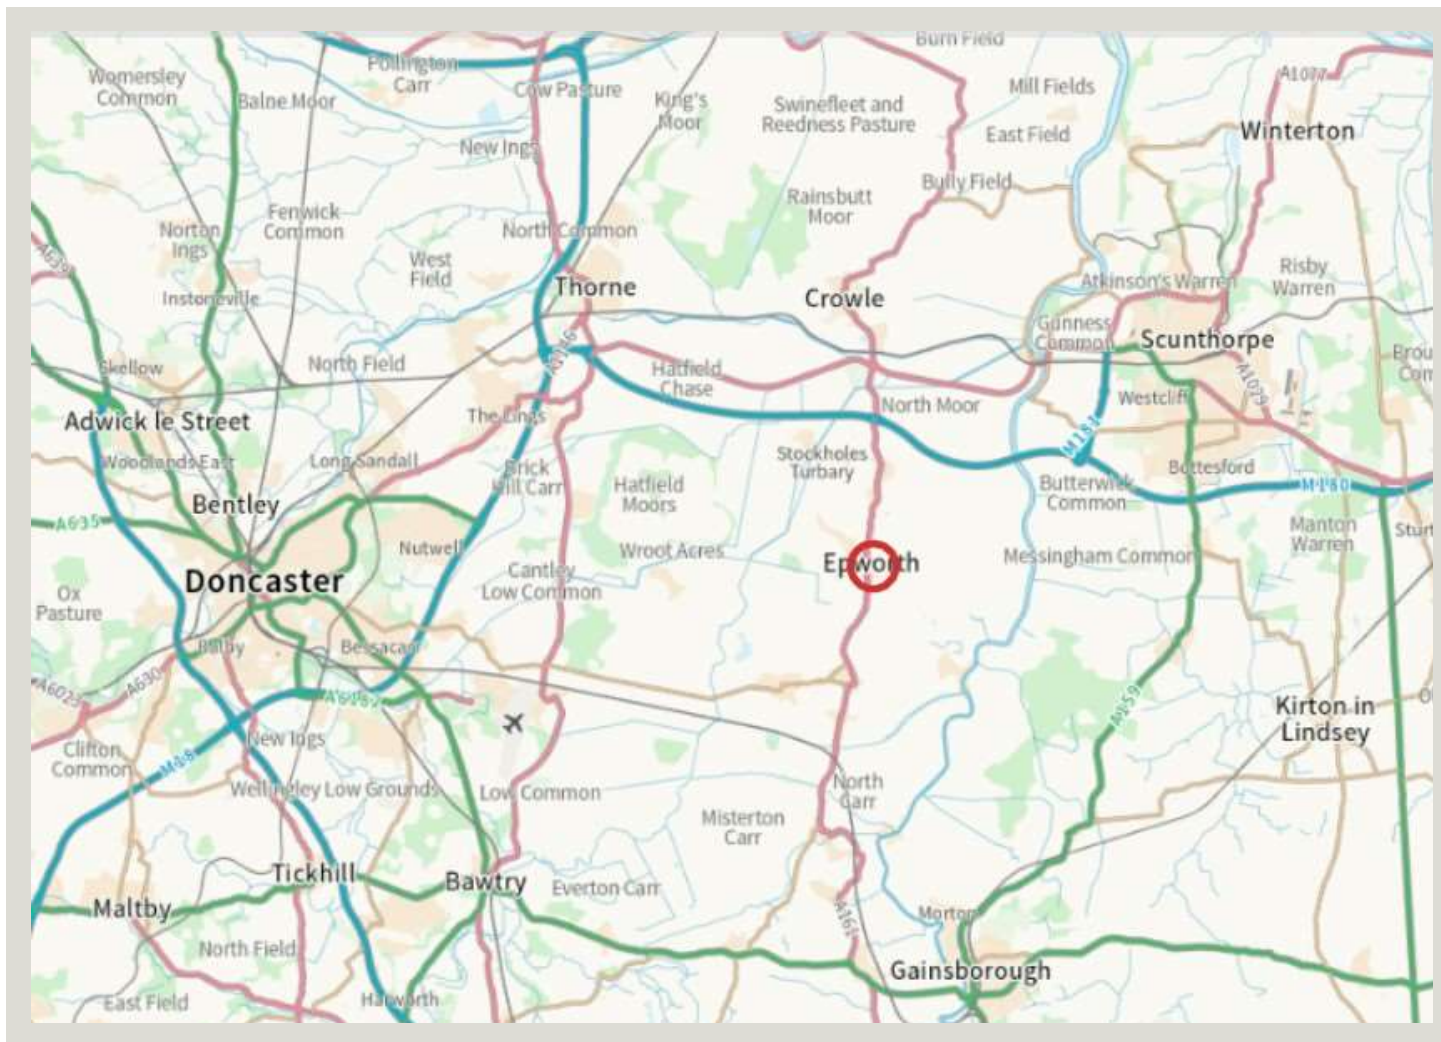 Burn Field
Pollington
Carr
Womersley
Common
Balne Moor
Cow Pasture
King's
Moor
Swinefleet and
Reedness Pasture
Mill Fields
A1077
East Field
Winterton
New Ings
Bully Field
Rainsbutt
Moor
Fenwick
Common
Norton
Ings
North Common
A639
West
Field
Risby
Warren
Atkinson's Warren
Thorne
Crowle
Instoneville
Gunness
Common
Scunthorpe
Skellow
North Field
Hatfield
Chase
A1029
Westcliff
North Moor
The Lings
Adwick le Street
M181
Woodlands East
Long Sandall
Stockholes
Turbary
Brick
Hill Carr
Bottesford
Hatfield
Moors
Butterwick
Common
M180
Bentley
A635
Manton
Warren
Nutwell
Wroot Acres
Messingham Common
Epworth
Cantley
Low Common
Doncaster
Ox
Pasture
Balby
Bessacarr
A6023
A630
A159
Kirton in
Lindsey
New Ings
Clifton
Common
M18
Wellingley Low Grounds
Low Common
North
Carr
Misterton
Carr
Tickhill
Bawtry
Everton Carr
Maltby
Morton
A161
North Field
Gainsborough
East Field
Harworth